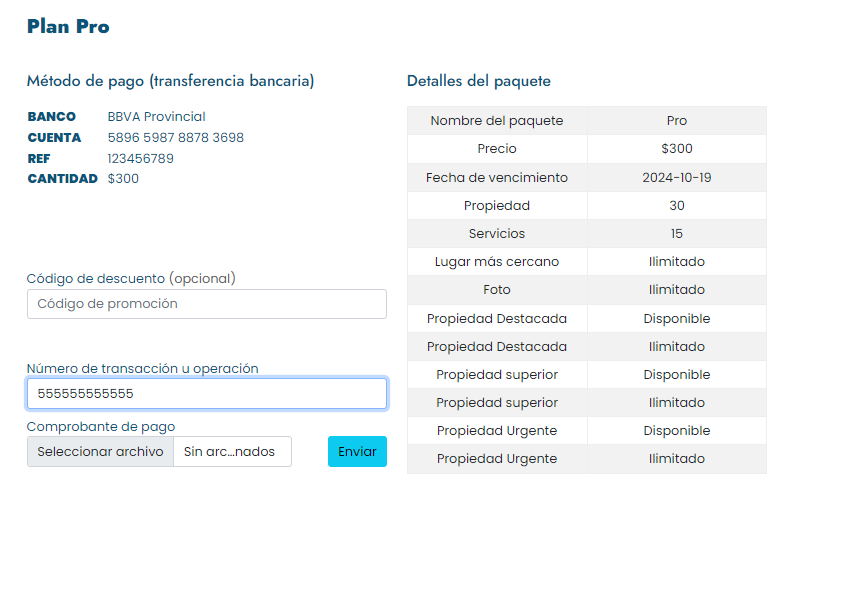 Plan Pro
Método de pago (transferencia bancaria)
BANCO BBVA Provincial
CUENTA 5896 5987 8878 3698
REF 123456789
CANTIDAD $300
Código de descuento (opcional)
Código de promoción
Número de transacción u operación
555555555555
Comprobante de pago
Seleccionar archivo Sin arc...nados Enviar
Detalles del paquete
Nombre del paquete Pro
Precio $300
Fecha de vencimiento 2024-10-19
Propiedad 30
Servicios 15
Lugar más cercano Ilimitado
Foto Ilimitado
Propiedad Destacada Disponible
Propiedad Destacada Ilimitado
Propiedad superior Disponible
Propiedad superior Ilimitado
Propiedad Urgente Disponible
Propiedad Urgente Ilimitado